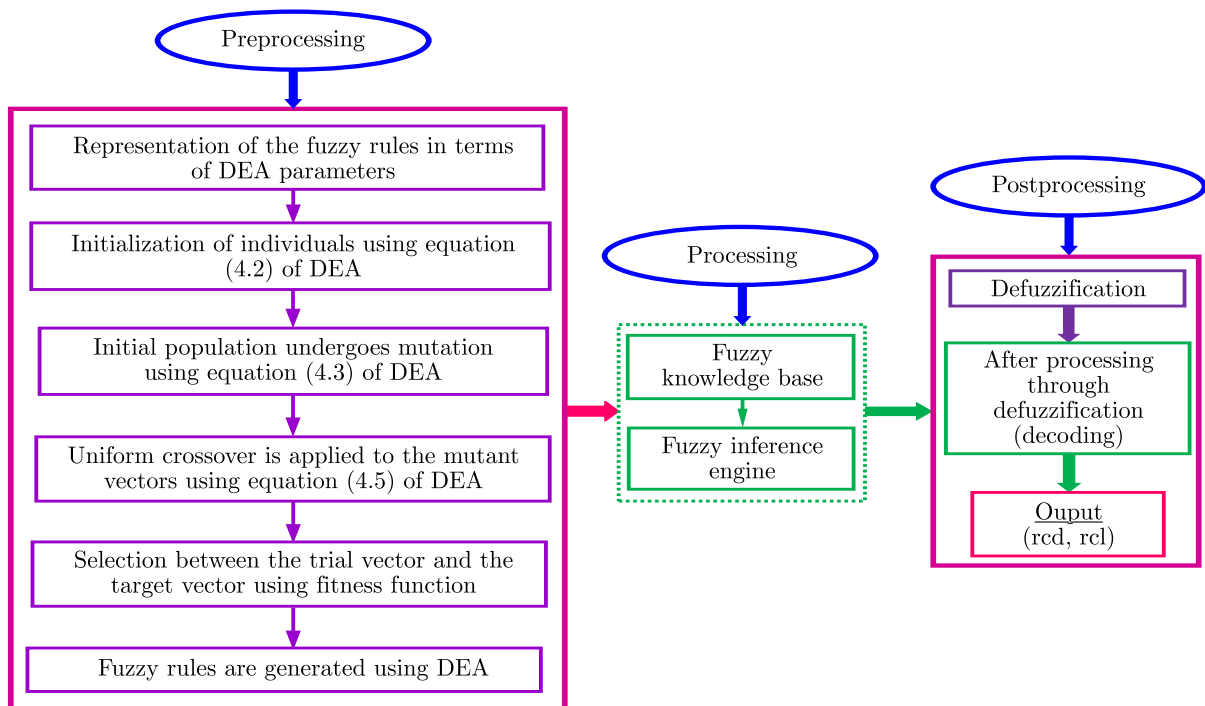 Preprocessing
Representation of the fuzzy rules in terms
of DEA parameters
Initialization of individuals using equation
(4.2) of DEA
Initial population undergoes mutation
using equation (4.3) of DEA
Uniform crossover is applied to the mutant
vectors using equation (4.5) of DEA
Selection between the trial vector and the
target vector using fitness function
Fuzzy rules are generated using DEA
Processing
Fuzzy
knowledge base
Fuzzy inference
engine
Postprocessing
Defuzzification
After processing
through
defuzzification
(decoding)
Ouput
(rcd, rcl)